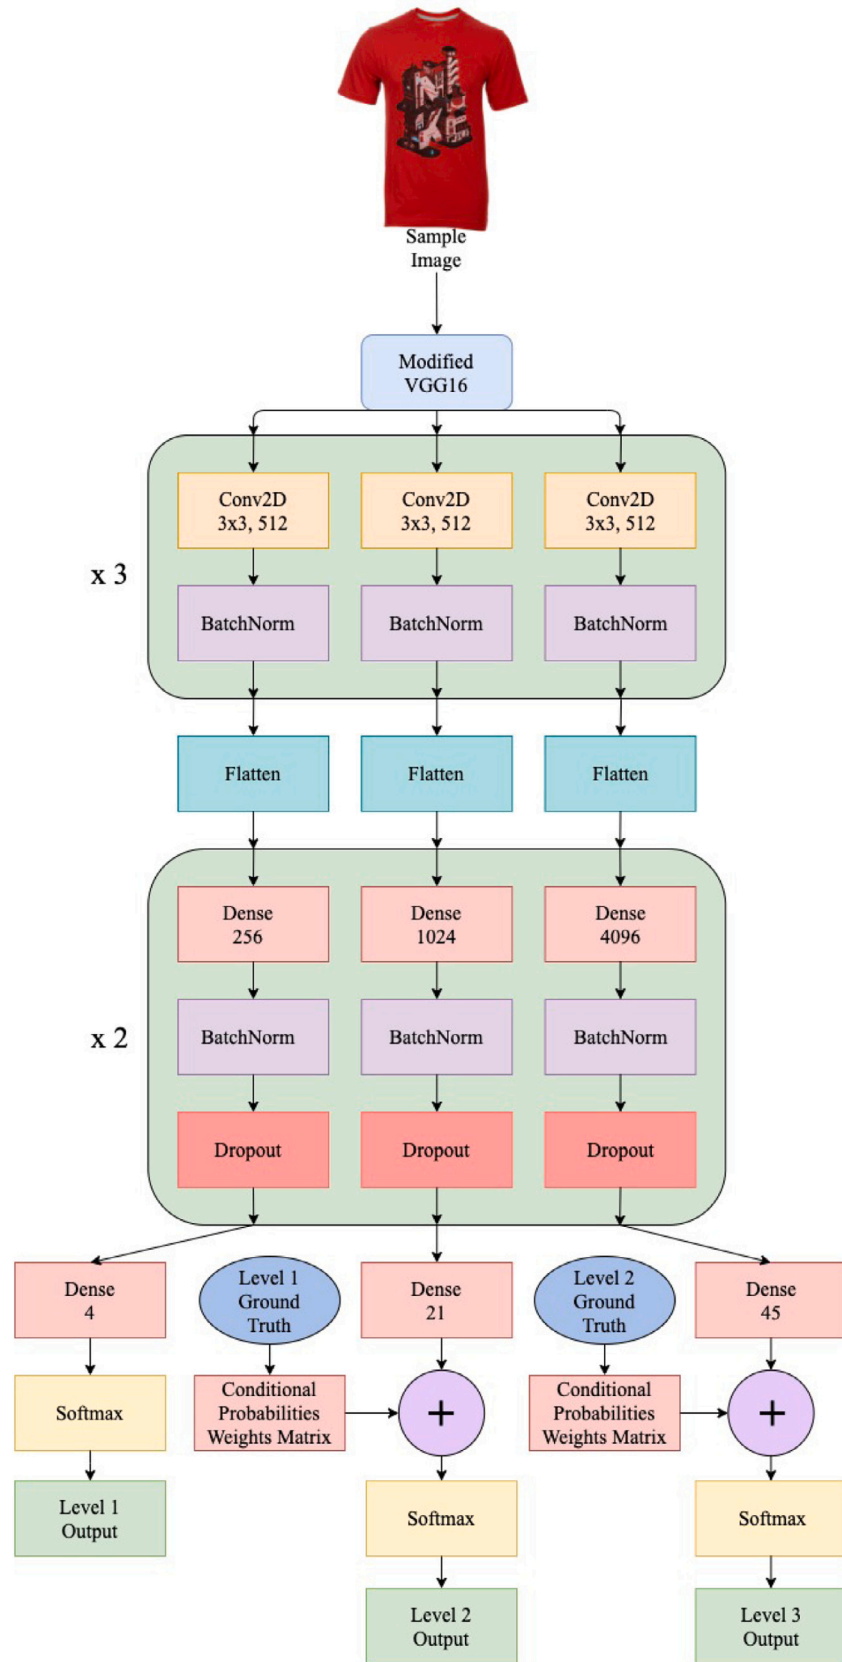 NIKE
Sample
Image
Modified
VGG16
Conv2D
3x3, 512
Conv2D
3x3, 512
Conv2D
3x3, 512
x 3
BatchNorm
BatchNorm
BatchNorm
Flatten
Flatten
Flatten
Dense
256
Dense
1024
Dense
4096
x 2
BatchNorm
BatchNorm
BatchNorm
Dropout
Dropout
Dropout
Dense
4
Level 1
Ground
Truth
Dense
21
Level 2
Ground
Truth
Dense
45
Softmax
Conditional
Probabilities
Weights Matrix
+
Conditional
Probabilities
Weights Matrix
+
Level 1
Output
Softmax
Softmax
Level 2
Output
Level 3
Output